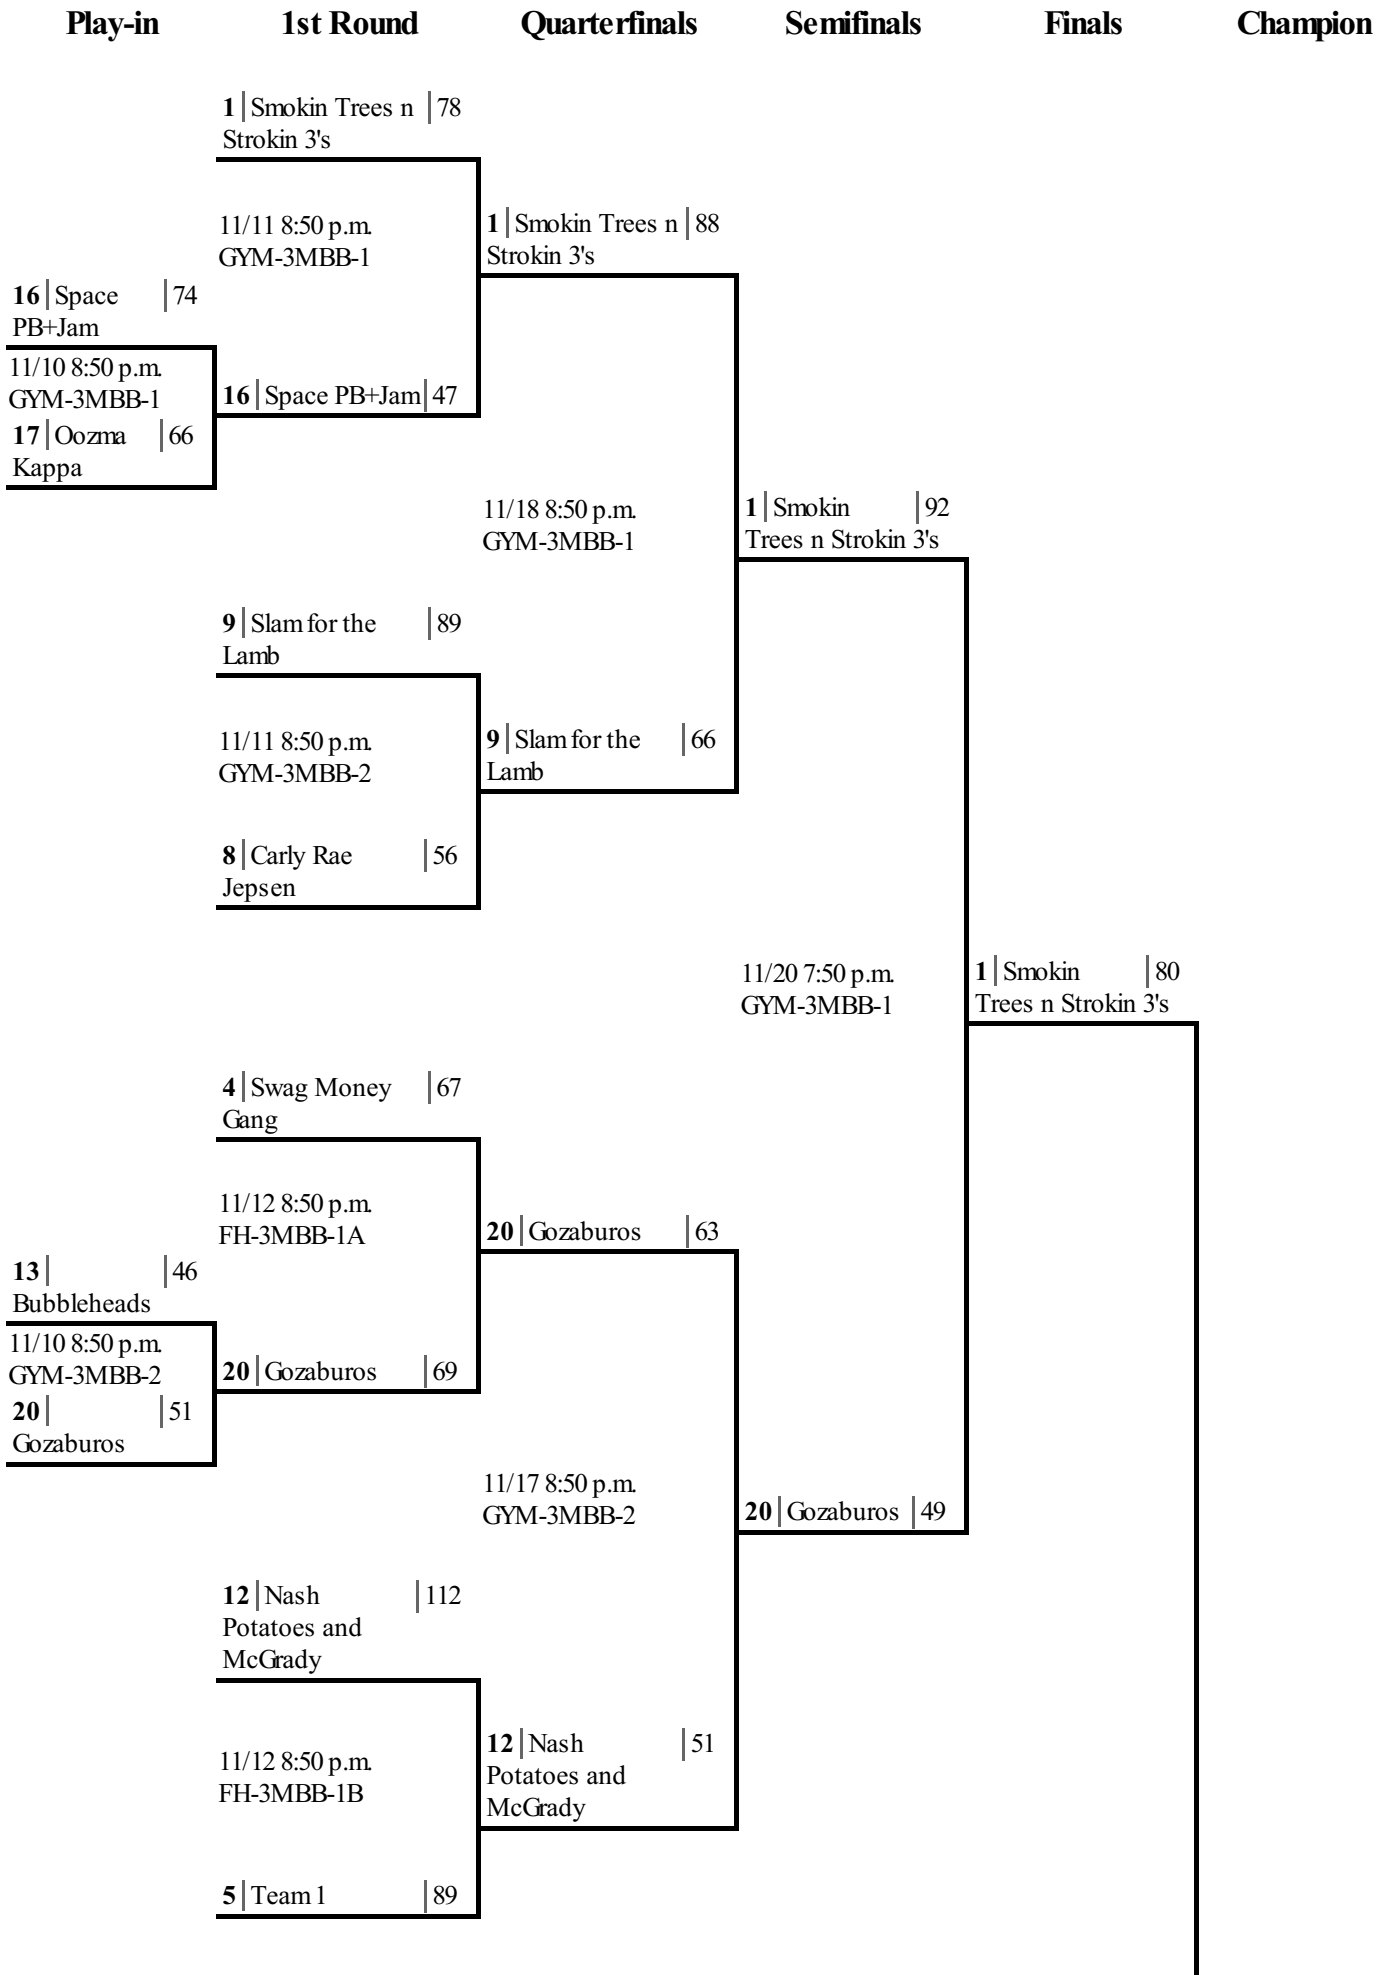 Play-in 1st Round Quarterfinals Semifinals Finals Champion
1 Smokin Trees n 78
Strokin 3's
11/11 8:50 p.m.
GYM-3MBB-1
1 Smokin Trees n 88
Strokin 3's
16 Space 74
PB+Jam
11/10 8:50 p.m.
GYM-3MBB-1
17 Oozma 66
Kappa
16 Space PB+Jam 47
11/18 8:50 p.m.
GYM-3MBB-1
1 Smokin 92
Trees n Strokin 3's
9 Slam for the 89
Lamb
11/11 8:50 p.m.
GYM-3MBB-2
9 Slam for the 66
Lamb
8 Carly Rae 56
Jepsen
11/20 7:50 p.m.
GYM-3MBB-1
1 Smokin 80
Trees n Strokin 3's
4 Swag Money 67
Gang
11/12 8:50 p.m.
FH-3MBB-1A
20 Gozaburos 63
13 46
Bubbleheads
11/10 8:50 p.m.
GYM-3MBB-2
20 51
Gozaburos
20 Gozaburos 69
11/17 8:50 p.m.
GYM-3MBB-2
20 Gozaburos 49
12 Nash 112
Potatoes and
McGrady
11/12 8:50 p.m.
FH-3MBB-1B
12 Nash 51
Potatoes and
McGrady
5 Team 1 89